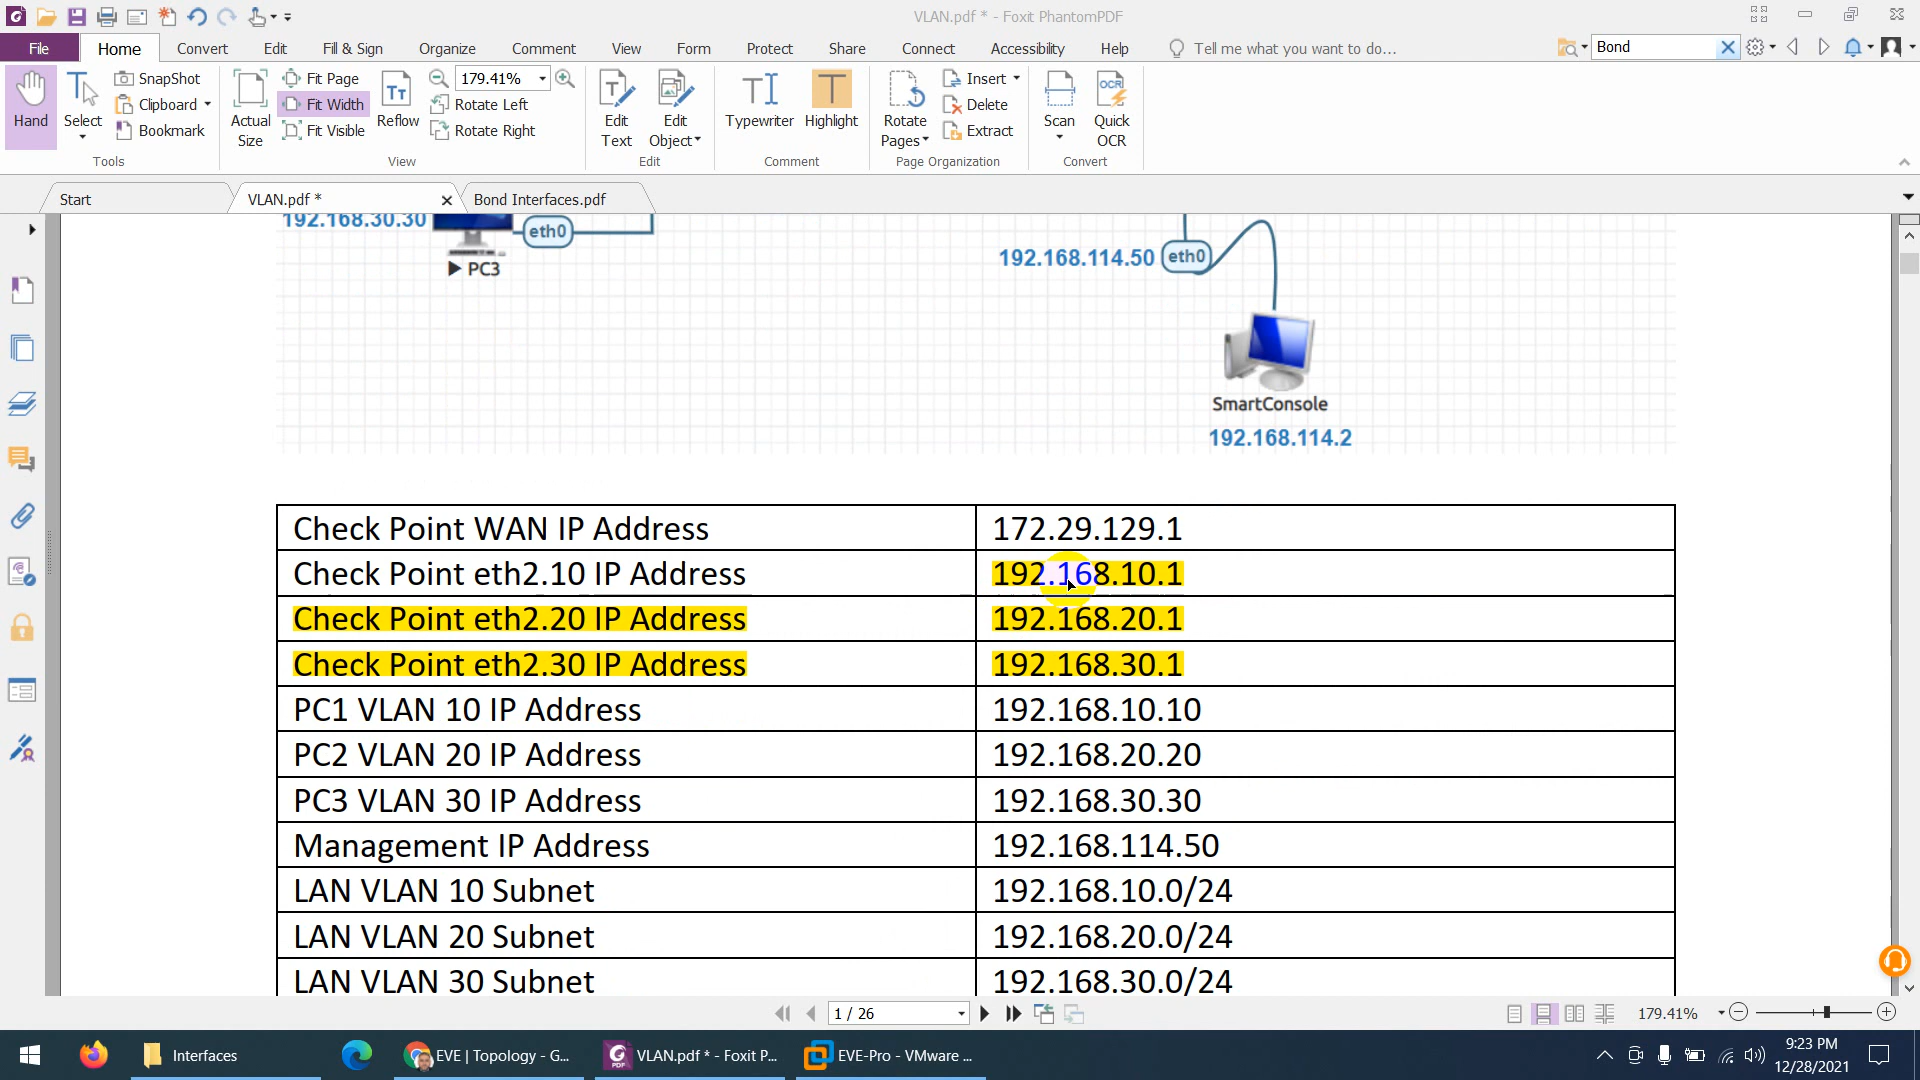 VLAN.pdf * - Foxit PhantomPDF
File Home Convert Edit Fill & Sign Organize Comment View Form Protect Share Connect Accessibility Help Tell me what you want to do... Bond
Hand
Select
SnapShot
Clipboard
Bookmark
Tools
Actual Size
Fit Page
Fit Width
Fit Visible
Reflow
179.41%
Rotate Left
Rotate Right
View
Edit Text
Edit Object
Edit
Typewriter
Highlight
Comment
Rotate Pages
Insert
Delete
Extract
Page Organization
Scan
Quick OCR
Convert
Start
VLAN.pdf *
Bond Interfaces.pdf
192.168.30.30 eth0
PC3
192.168.114.50 eth0
SmartConsole
192.168.114.2
Check Point WAN IP Address 172.29.129.1
Check Point eth2.10 IP Address 192.168.10.1
Check Point eth2.20 IP Address 192.168.20.1
Check Point eth2.30 IP Address 192.168.30.1
PC1 VLAN 10 IP Address 192.168.10.10
PC2 VLAN 20 IP Address 192.168.20.20
PC3 VLAN 30 IP Address 192.168.30.30
Management IP Address 192.168.114.50
LAN VLAN 10 Subnet 192.168.10.0/24
LAN VLAN 20 Subnet 192.168.20.0/24
LAN VLAN 30 Subnet 192.168.30.0/24
1 / 26
179.41%
Interfaces
EVE | Topology - G...
VLAN.pdf * - Foxit P...
EVE-Pro - VMware ...
9:23 PM
12/28/2021